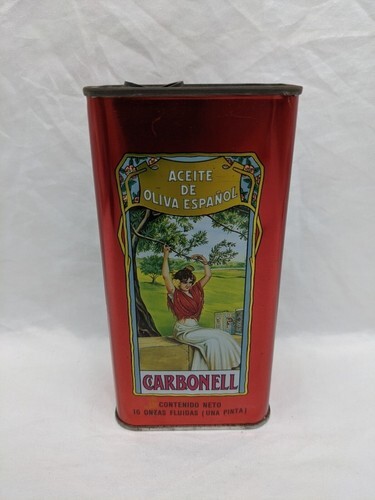 ACEITE
DE
OLIVA ESPAÑOL
CARBONELL
CONTENIDO NETO
16 ONZAS FLUIDAS (UNA PINTA)